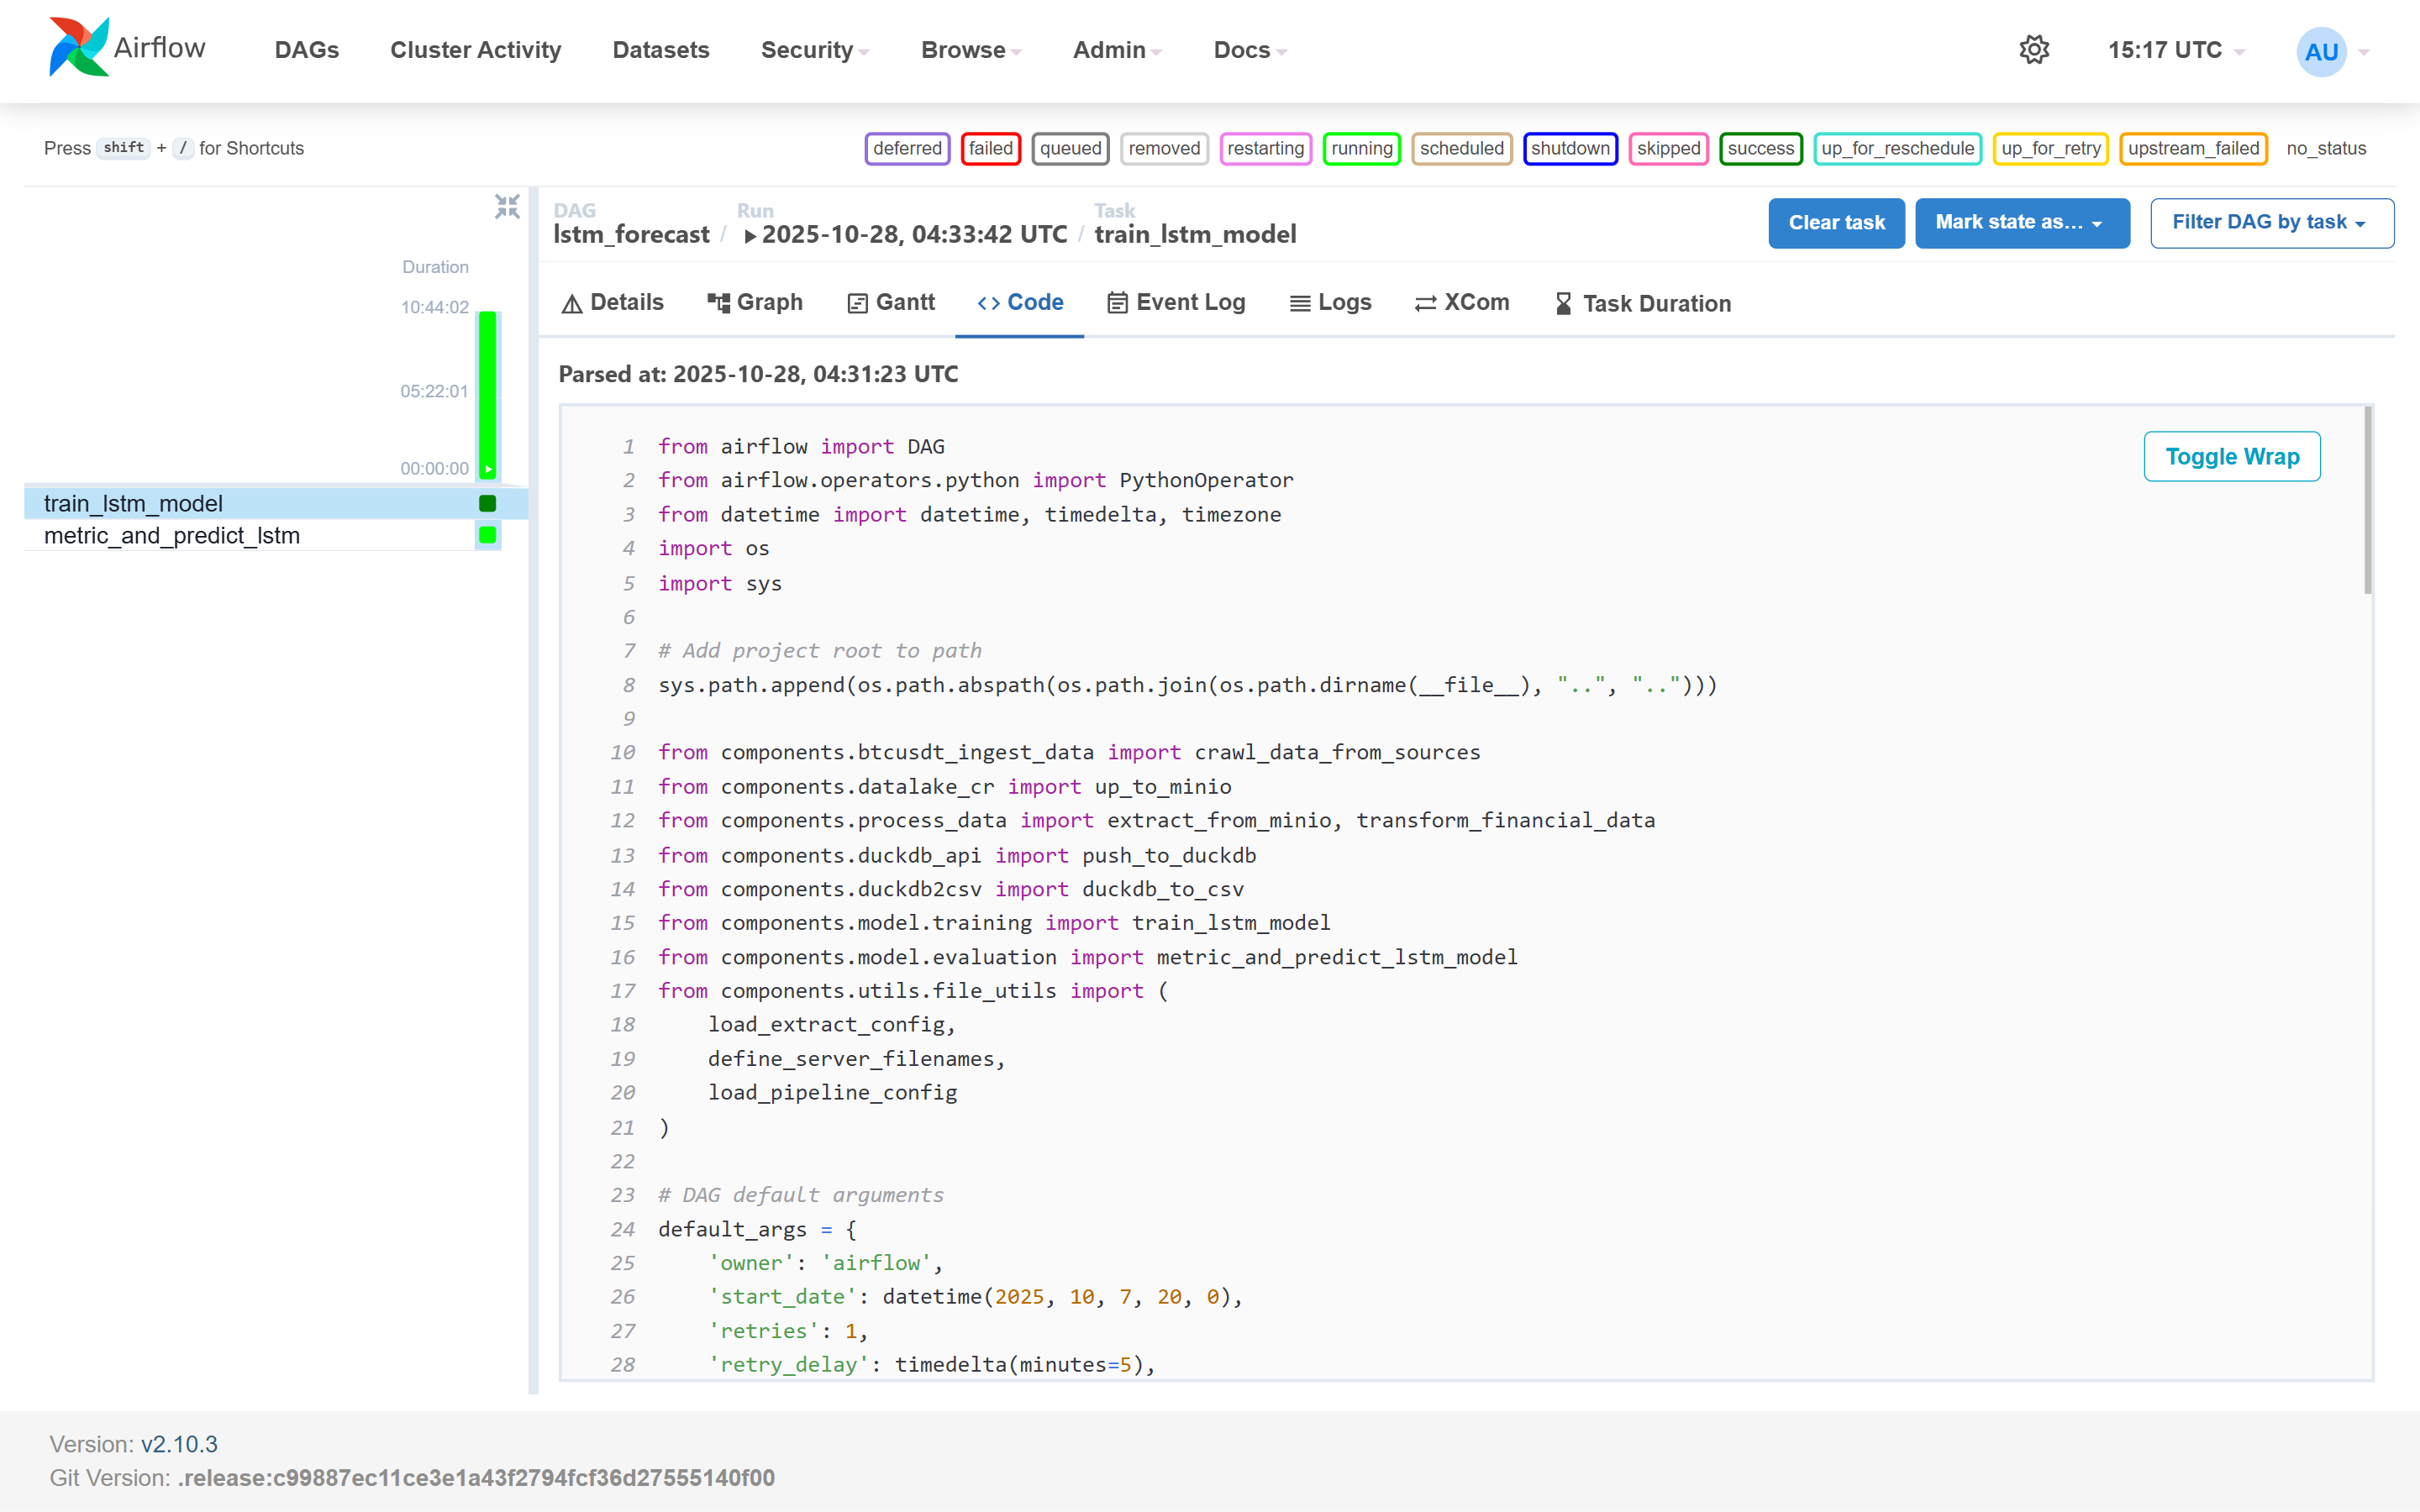 Airflow DAGs Cluster Activity Datasets Security Browse Admin Docs 15:17 UTC AU
Press shift + / for Shortcuts deferred failed queued removed restarting running scheduled shutdown skipped success up_for_reschedule up_for_retry upstream_failed no_status
Duration
10:44:02
05:22:01
00:00:00
train_lstm_model
metric_and_predict_lstm
DAG Run Task
lstm_forecast / 2025-10-28, 04:33:42 UTC / train_lstm_model
Clear task Mark state as... Filter DAG by task
Details Graph Gantt Code Event Log Logs XCom Task Duration
Parsed at: 2025-10-28, 04:31:23 UTC
Toggle Wrap
1 from airflow import DAG
2 from airflow.operators.python import PythonOperator
3 from datetime import datetime, timedelta, timezone
4 import os
5 import sys
6
7 # Add project root to path
8 sys.path.append(os.path.abspath(os.path.join(os.path.dirname(__file__), "..", "..")))
9
10 from components.btcusdt_ingest_data import crawl_data_from_sources
11 from components.datalake_cr import up_to_minio
12 from components.process_data import extract_from_minio, transform_financial_data
13 from components.duckdb_api import push_to_duckdb
14 from components.duckdb2csv import duckdb_to_csv
15 from components.model.training import train_lstm_model
16 from components.model.evaluation import metric_and_predict_lstm_model
17 from components.utils.file_utils import (
18     load_extract_config,
19     define_server_filenames,
20     load_pipeline_config
21 )
22
23 # DAG default arguments
24 default_args = {
25     'owner': 'airflow',
26     'start_date': datetime(2025, 10, 7, 20, 0),
27     'retries': 1,
28     'retry_delay': timedelta(minutes=5),
Version: v2.10.3
Git Version: .release:c99887ec11ce3e1a43f2794fcf36d27555140f00